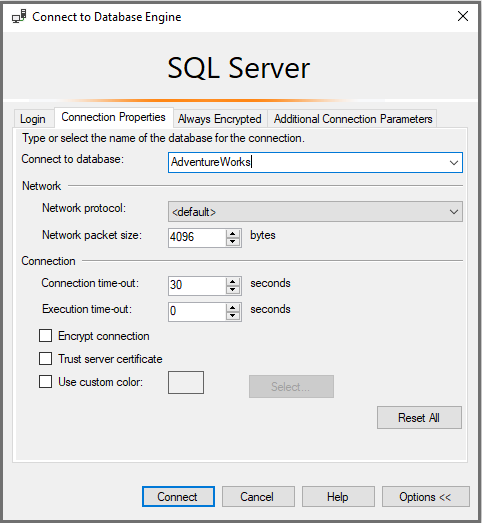 Connect to Database Engine
SQL Server
Login Connection Properties Always Encrypted Additional Connection Parameters
Type or select the name of the database for the connection.
Connect to database: AdventureWorks
Network
Network protocol: <default>
Network packet size: 4096 bytes
Connection
Connection time-out: 30 seconds
Execution time-out: 0 seconds
Encrypt connection
Trust server certificate
Use custom color: Select...
Reset All
Connect Cancel Help Options <<